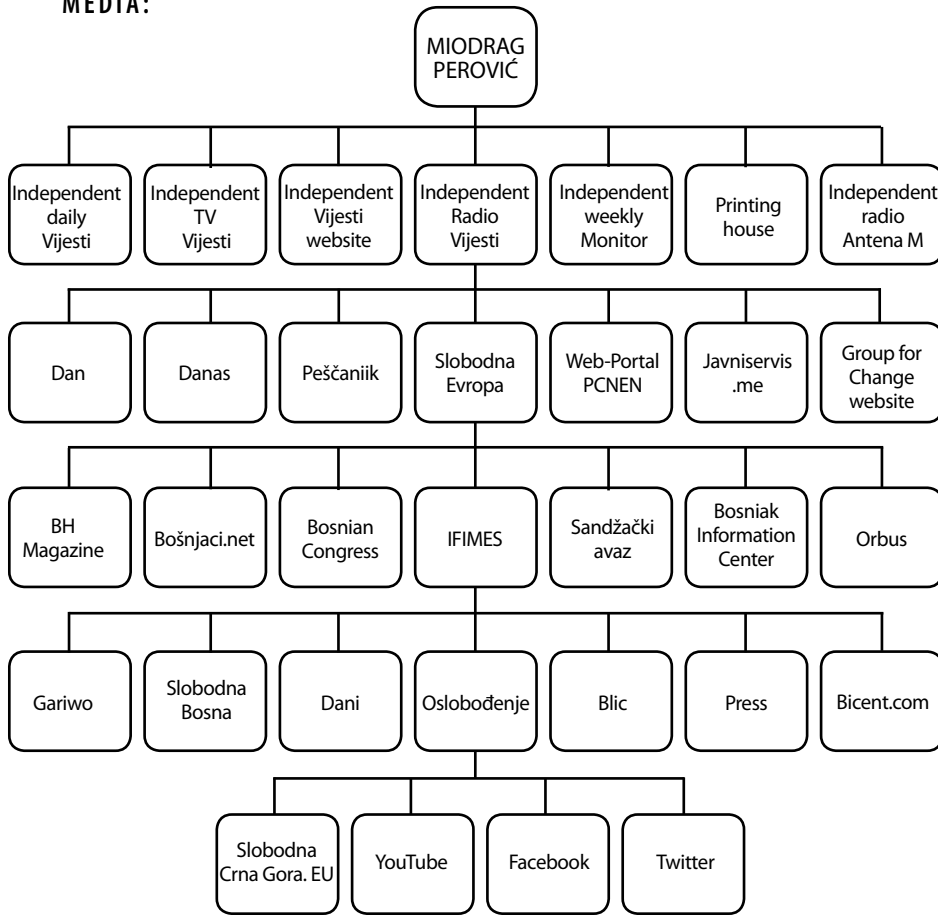 MEDIA:
MIODRAG
PEROVIĆ
Independent
daily
Vijesti
Independent
TV
Vijesti
Independent
Vijesti
website
Independent
Radio
Vijesti
Independent
weekly
Monitor
Printing
house
Independent
radio
Antena M
Dan
Danas
Peščaniik
Slobodna
Evropa
Web-Portal
PCNEN
Javniservis
.me
Group for
Change
website
BH
Magazine
Bošnjaci.net
Bosnian
Congress
IFIMES
Sandžački
avaz
Bosniak
Information
Center
Orbus
Gariwo
Slobodna
Bosna
Dani
Oslobođenje
Blic
Press
Bicent.com
Slobodna
Crna Gora. EU
YouTube
Facebook
Twitter